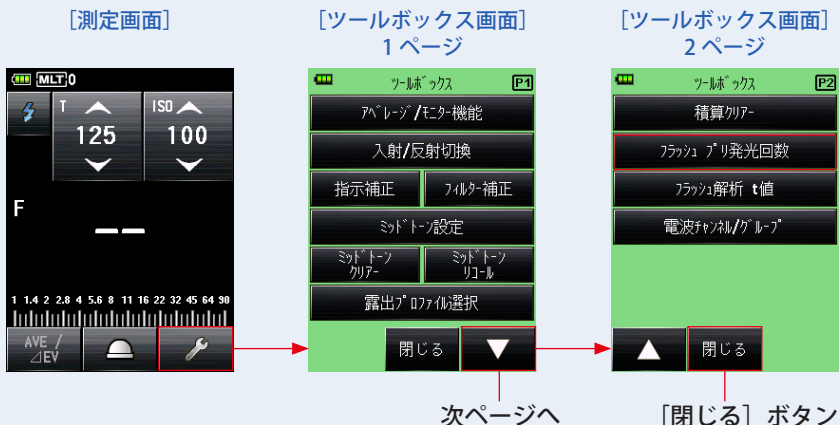 ［測定画面］
MLT 0
T
125
ISO
100
F
--
1 1.4 2 2.8 4 5.6 8 11 16 22 32 45 64 90
AVE /
⊿EV
［ツールボックス画面］
1 ページ
ﾂｰﾙﾎﾞｯｸｽ P1
ｱﾍﾞﾚｰｼﾞ/ﾓﾆﾀｰ機能
入射/反射切換
指示補正 ﾌｨﾙﾀｰ補正
ﾐｯﾄﾞﾄｰﾝ設定
ﾐｯﾄﾞﾄｰﾝ ﾐｯﾄﾞﾄｰﾝ
ｸﾘｱｰ ﾘｺｰﾙ
露出ﾌﾟﾛﾌｧｲﾙ選択
閉じる ▼
次ページへ
［ツールボックス画面］
2 ページ
ﾂｰﾙﾎﾞｯｸｽ P2
積算ｸﾘｱｰ
ﾌﾗｯｼｭ ﾌﾟﾘ発光回数
ﾌﾗｯｼｭ解析 t値
電波ﾁｬﾝﾈﾙ/ｸﾞﾙｰﾌﾟ
▲ 閉じる
［閉じる］ボタン